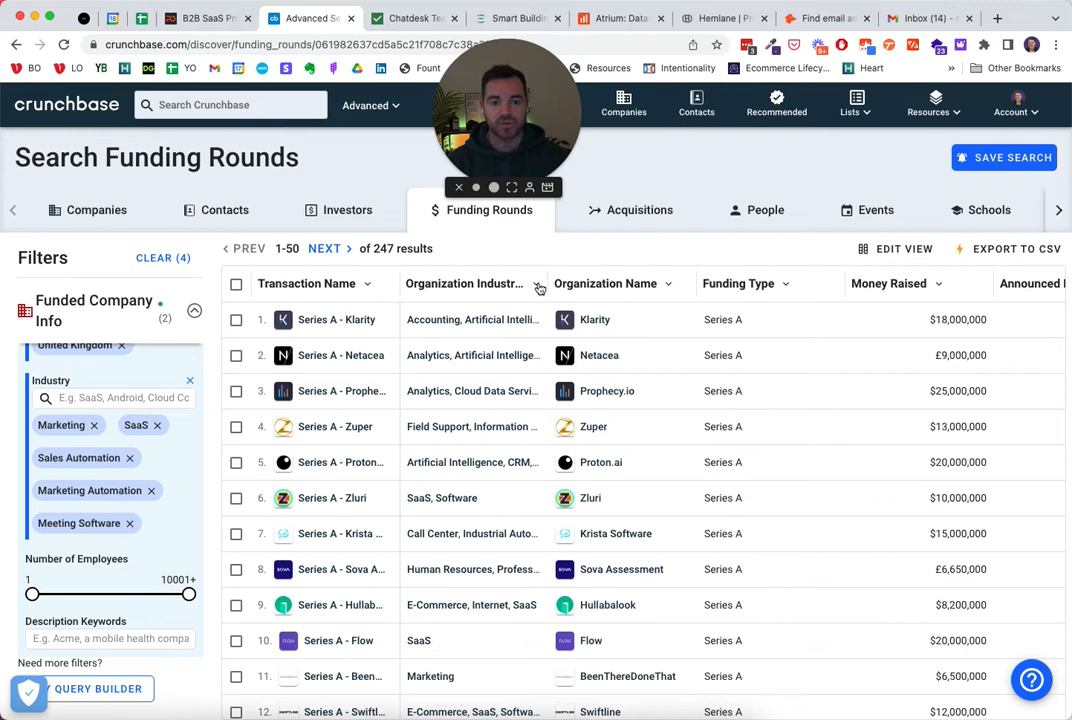 B2B SaaS Pr
Advanced Se
Chatdesk Te
Smart Buildin
Atrium: Data-
Hemlane | Pr
Find email ad
Inbox (14) - m
crunchbase.com/discover/funding_rounds/061982637cd5a5c21f708c7c38a
BO
LO
YB
YO
Fount
Resources
Intentionality
Ecommerce Lifecy...
Heart
Other Bookmarks
crunchbase
Search Crunchbase
Advanced
Companies
Contacts
Recommended
Lists
Resources
Account
Search Funding Rounds
SAVE SEARCH
Companies
Contacts
Investors
Funding Rounds
Acquisitions
People
Events
Schools
Filters
CLEAR (4)
PREV 1-50 NEXT of 247 results
EDIT VIEW
EXPORT TO CSV
Funded Company Info (2)
United Kingdom
Industry
E.g. SaaS, Android, Cloud Cc
Marketing
SaaS
Sales Automation
Marketing Automation
Meeting Software
Number of Employees
1 10001+
Description Keywords
E.g. Acme, a mobile health compa
Need more filters?
QUERY BUILDER
Transaction Name Organization Industr... Organization Name Funding Type Money Raised Announced
1. Series A - Klarity Accounting, Artificial Intelli... Klarity Series A $18,000,000
2. Series A - Netacea Analytics, Artificial Intellige... Netacea Series A £9,000,000
3. Series A - Prophe... Analytics, Cloud Data Servi... Prophecy.io Series A $25,000,000
4. Series A - Zuper Field Support, Information ... Zuper Series A $13,000,000
5. Series A - Proton... Artificial Intelligence, CRM,... Proton.ai Series A $20,000,000
6. Series A - Zluri SaaS, Software Zluri Series A $10,000,000
7. Series A - Krista ... Call Center, Industrial Auto... Krista Software Series A $15,000,000
8. Series A - Sova A... Human Resources, Profess... Sova Assessment Series A £6,650,000
9. Series A - Hullab... E-Commerce, Internet, SaaS Hullabalook Series A $8,200,000
10. Series A - Flow SaaS Flow Series A $20,000,000
11. Series A - Been... Marketing BeenThereDoneThat Series A $6,500,000
12. Series A - Swiftl... E-Commerce, SaaS, Softwa... Swiftline Series A $12,000,000